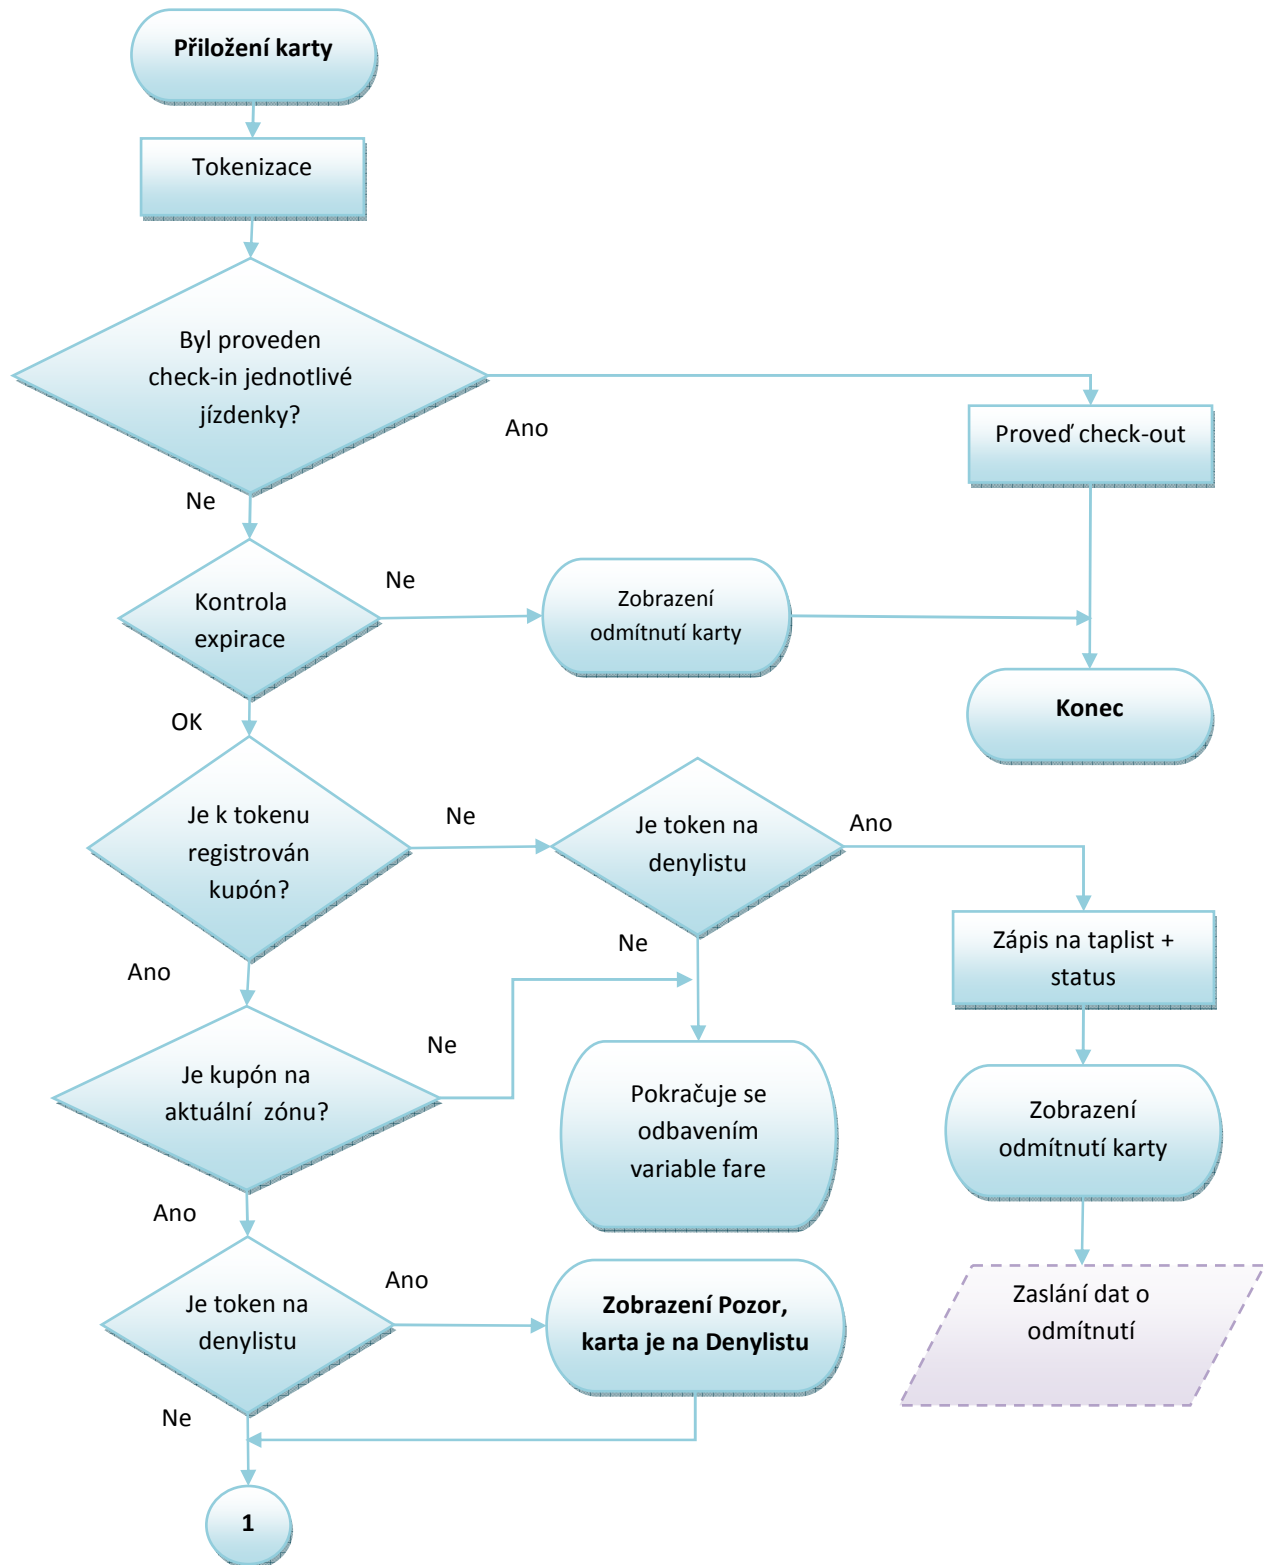 Přiložení karty
Tokenizace
Byl proveden
check-in jednotlivé
jízdenky?
Ano
Proveď check-out
Ne
Kontrola
expirace
Ne
Zobrazení
odmítnutí karty
Konec
OK
Je k tokenu
registrován
kupón?
Ne
Je token na
denylistu
Ano
Zápis na taplist +
status
Ne
Ano
Je kupón na
aktuální zónu?
Ne
Pokračuje se
odbavením
variable fare
Zobrazení
odmítnutí karty
Ano
Je token na
denylistu
Ano
Zobrazení Pozor,
karta je na Denylistu
Zaslání dat o
odmítnutí
Ne
1